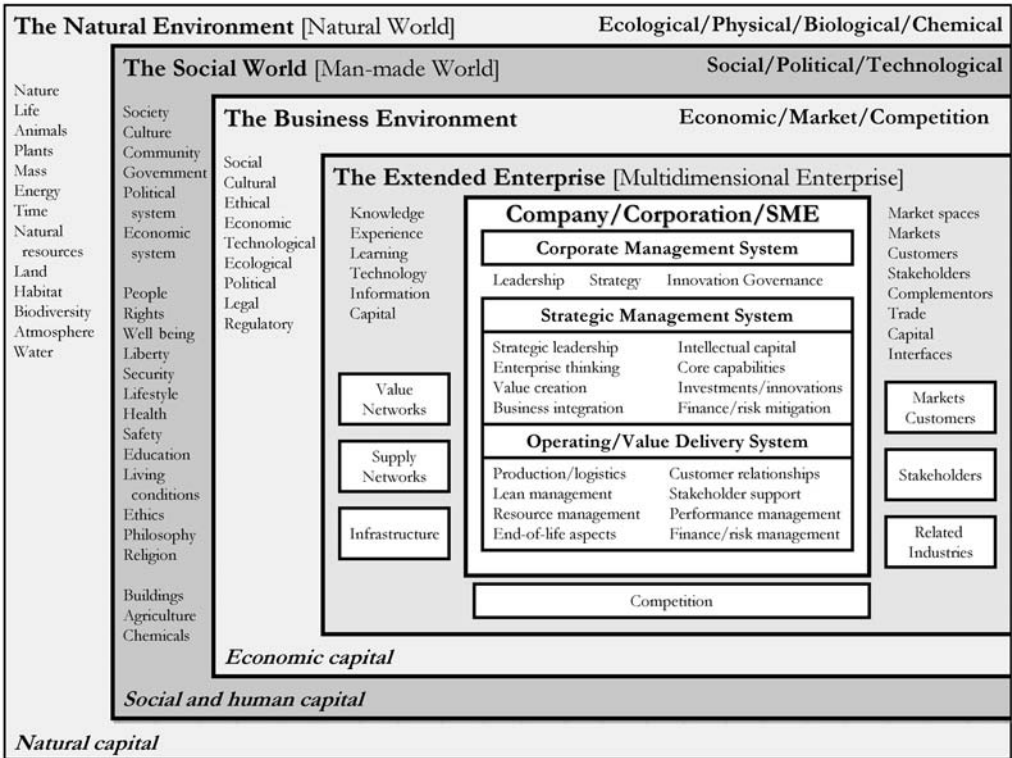 The Natural Environment [Natural World]
Ecological/Physical/Biological/Chemical
Nature
Life
Animals
Plants
Mass
Energy
Time
Natural
resources
Land
Habitat
Biodiversity
Atmosphere
Water
Natural capital
The Social World [Man-made World]
Social/Political/Technological
Society
Culture
Community
Government
Political
system
Economic
system
People
Rights
Well being
Liberty
Security
Lifestyle
Health
Safety
Education
Living
conditions
Ethics
Philosophy
Religion
Buildings
Agriculture
Chemicals
Social and human capital
The Business Environment
Economic/Market/Competition
Social
Cultural
Ethical
Economic
Technological
Ecological
Political
Legal
Regulatory
Economic capital
The Extended Enterprise [Multidimensional Enterprise]
Knowledge
Experience
Learning
Technology
Information
Capital
Value
Networks
Supply
Networks
Infrastructure
Company/Corporation/SME
Corporate Management System
Leadership Strategy Innovation Governance
Strategic Management System
Strategic leadership Intellectual capital
Enterprise thinking Core capabilities
Value creation Investments/innovations
Business integration Finance/risk mitigation
Operating/Value Delivery System
Production/logistics Customer relationships
Lean management Stakeholder support
Resource management Performance management
End-of-life aspects Finance/risk management
Competition
Market spaces
Markets
Customers
Stakeholders
Complementors
Trade
Capital
Interfaces
Markets
Customers
Stakeholders
Related
Industries